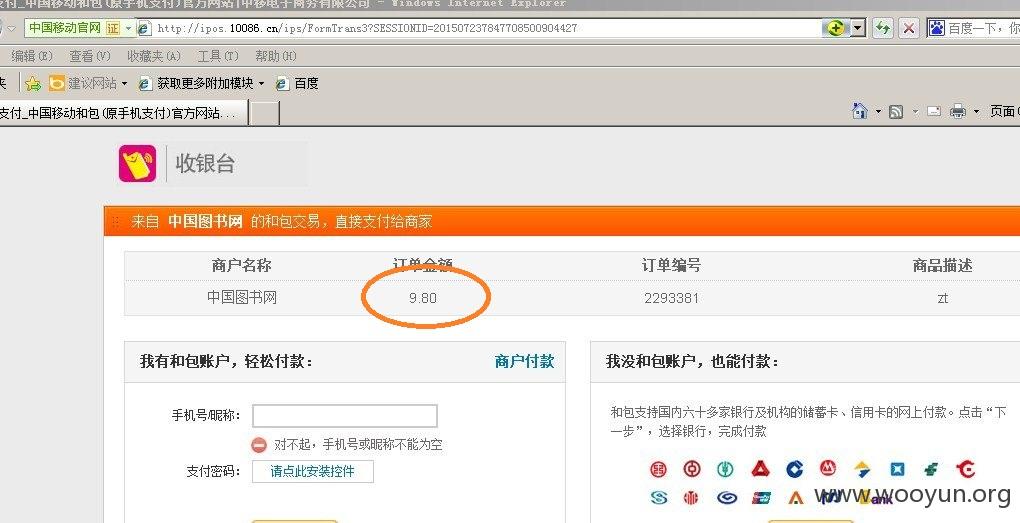 支付_中国移动和包(原手机支付)官方网站|中移电子商务有限公司 - Windows Internet Explorer
中国移动官网 证 http://ipos.10086.cn/ips/FormTrans3?SESSIONID=201507237847708500904427 百度一下，你
编辑(E) 查看(V) 收藏夹(A) 工具(T) 帮助(H)
夹 建议网站 获取更多附加模块 百度
支付_中国移动和包(原手机支付)官方网站... 页面(
收银台
来自 中国图书网 的和包交易，直接支付给商家
商户名称 订单金额 订单编号 商品描述
中国图书网 9.80 2293381 zt
我有和包账户，轻松付款： 商户付款
手机号/昵称：
对不起，手机号或昵称不能为空
支付密码： 请点此安装控件
我没和包账户，也能付款：
和包支持国内六十多家银行及机构的储蓄卡、信用卡的网上付款。点击“下
一步”，选择银行，完成付款
www.wooyun.org